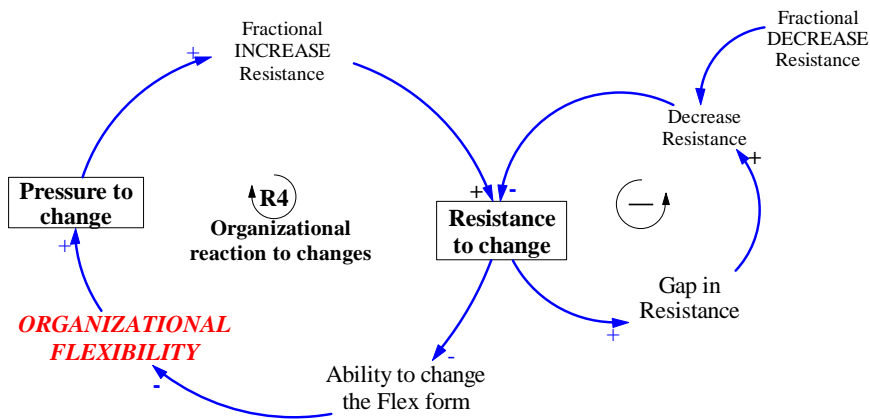 Fractional
INCREASE
Resistance
Fractional
DECREASE
Resistance
+
Decrease
Resistance
+
Pressure to
change
R4
Organizational
reaction to changes
+
-
Resistance
to change
—
+
Gap in
Resistance
+
ORGANIZATIONAL
FLEXIBILITY
-
-
Ability to change
the Flex form